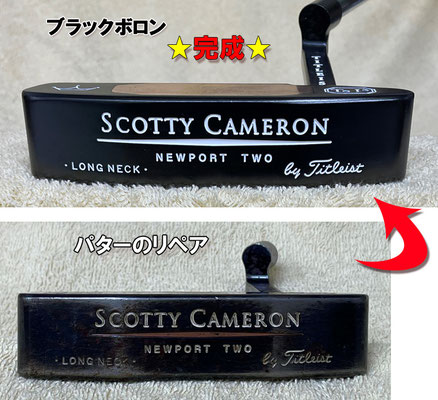 ブラックボロン
★完成★
TITLEIST
SCOTTY CAMERON
NEWPORT TWO
・LONG NECK・
by Titleist
パターのリペア
SCOTTY CAMERON
NEWPORT TWO
・LONG NECK・
by Titleist